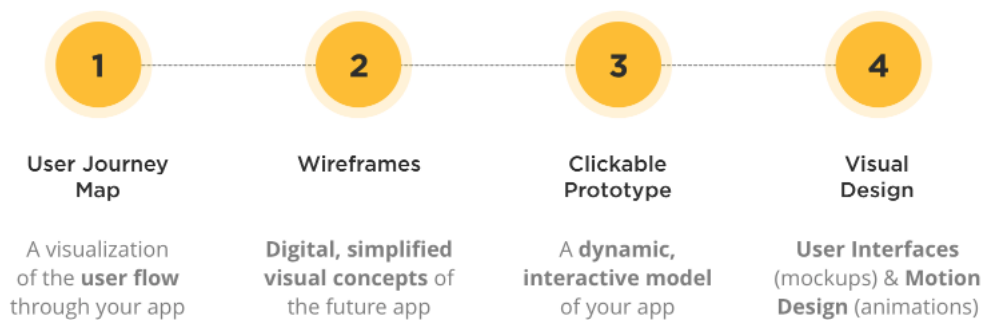 1
2
3
4
User Journey
Map
Wireframes
Clickable
Prototype
Visual
Design
A visualization
of the user flow
through your app
Digital, simplified
visual concepts of
the future app
A dynamic,
interactive model
of your app
User Interfaces
(mockups) & Motion
Design (animations)